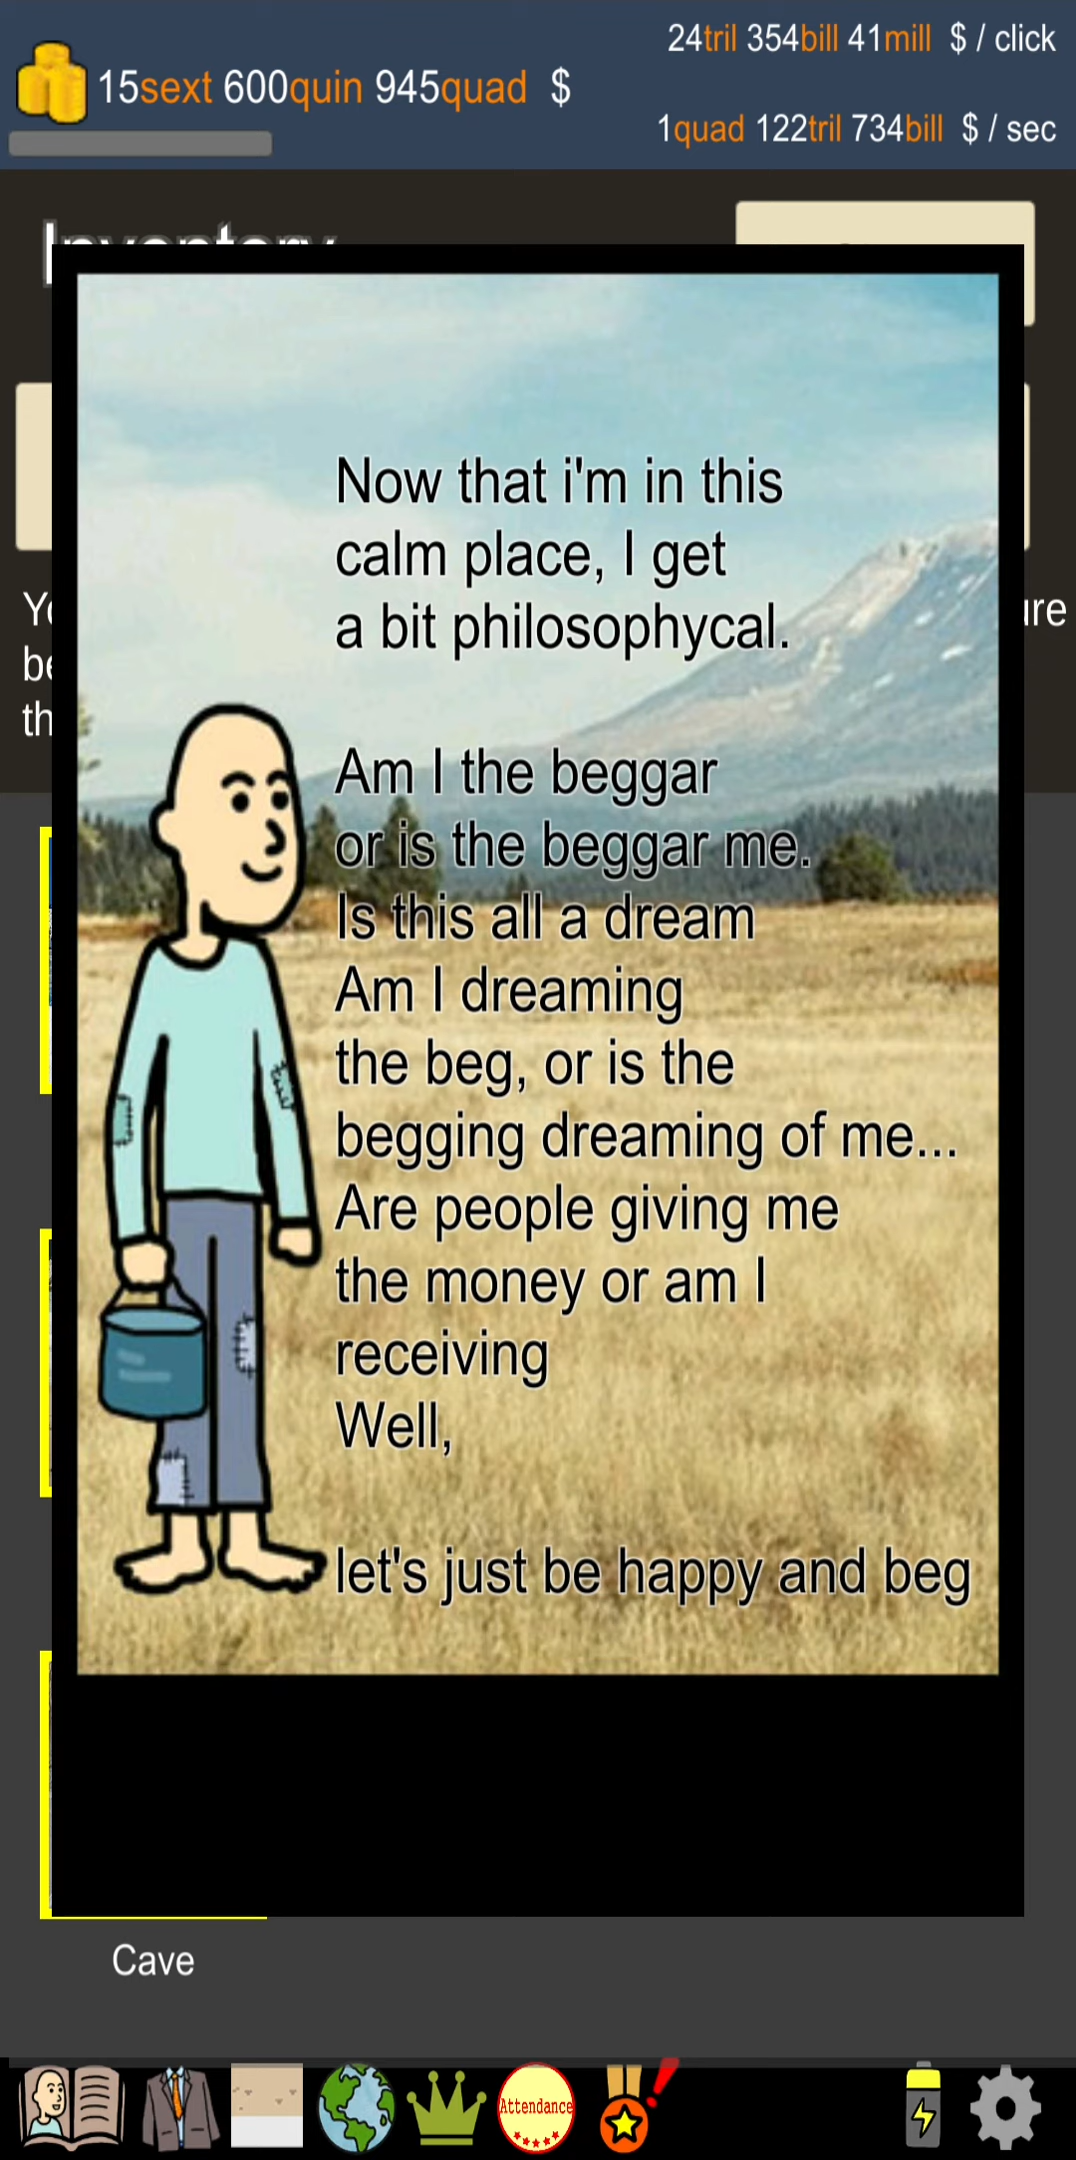 24tril 354bill 41mill $ / click
15sext 600quin 945quad $
1quad 122tril 734bill $ / sec
Inventory
Now that i'm in this
calm place, I get
a bit philosophycal.
Am I the beggar
or is the beggar me.
Is this all a dream
Am I dreaming
the beg, or is the
begging dreaming of me...
Are people giving me
the money or am I
receiving
Well,
let's just be happy and beg
Cave
Attendance